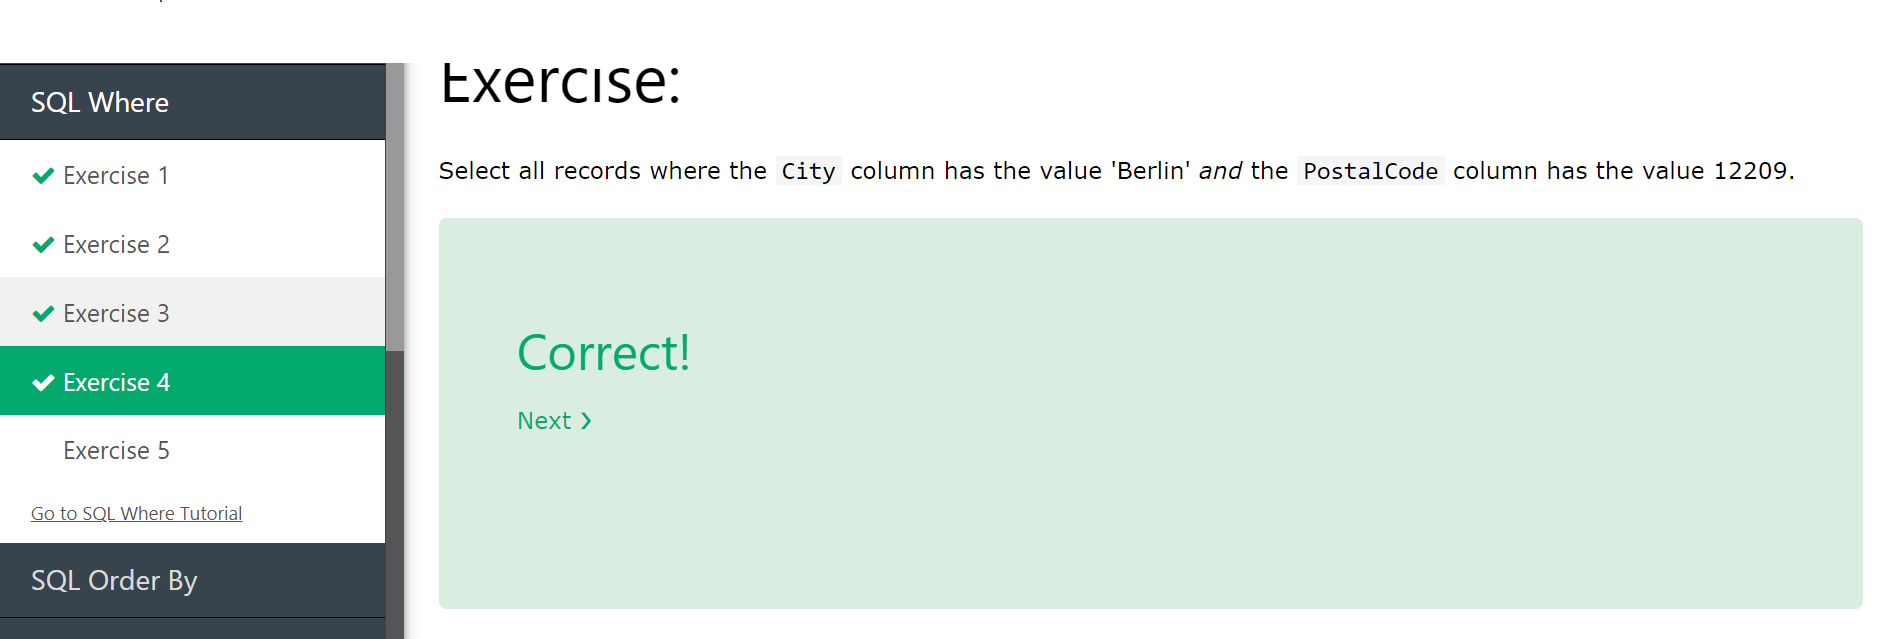 Exercise:
SQL Where
Select all records where the City column has the value 'Berlin' and the PostalCode column has the value 12209.
Exercise 1
Exercise 2
Exercise 3
Exercise 4
Exercise 5
Go to SQL Where Tutorial
SQL Order By
Correct!
Next ❯